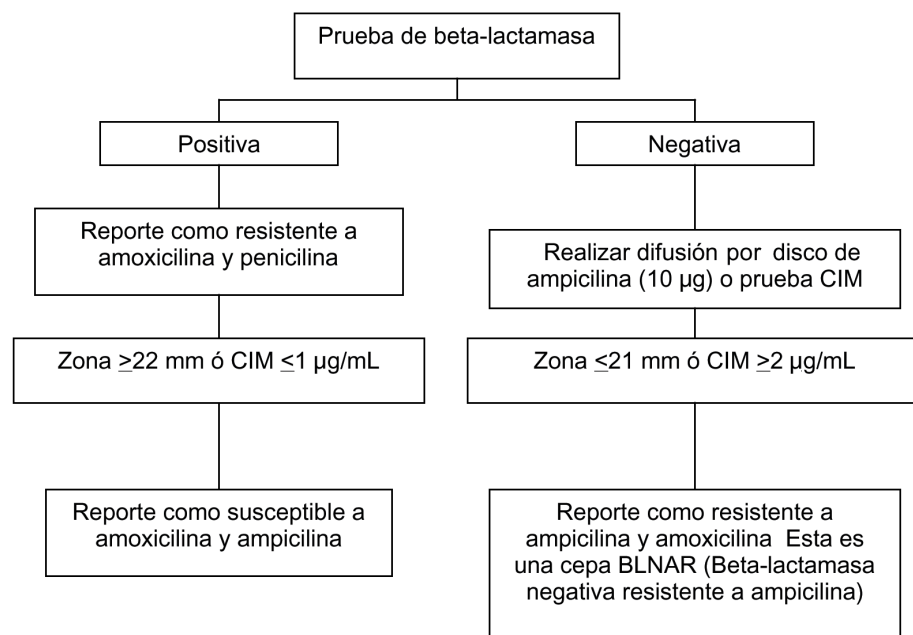 Prueba de beta-lactamasa
Positiva
Negativa
Reporte como resistente a
amoxicilina y penicilina
Realizar difusión por disco de
ampicilina (10 µg) o prueba CIM
Zona ≥22 mm ó CIM ≤1 µg/mL
Zona ≤21 mm ó CIM ≥2 µg/mL
Reporte como susceptible a
amoxicilina y ampicilina
Reporte como resistente a
ampicilina y amoxicilina Esta es
una cepa BLNAR (Beta-lactamasa
negativa resistente a ampicilina)